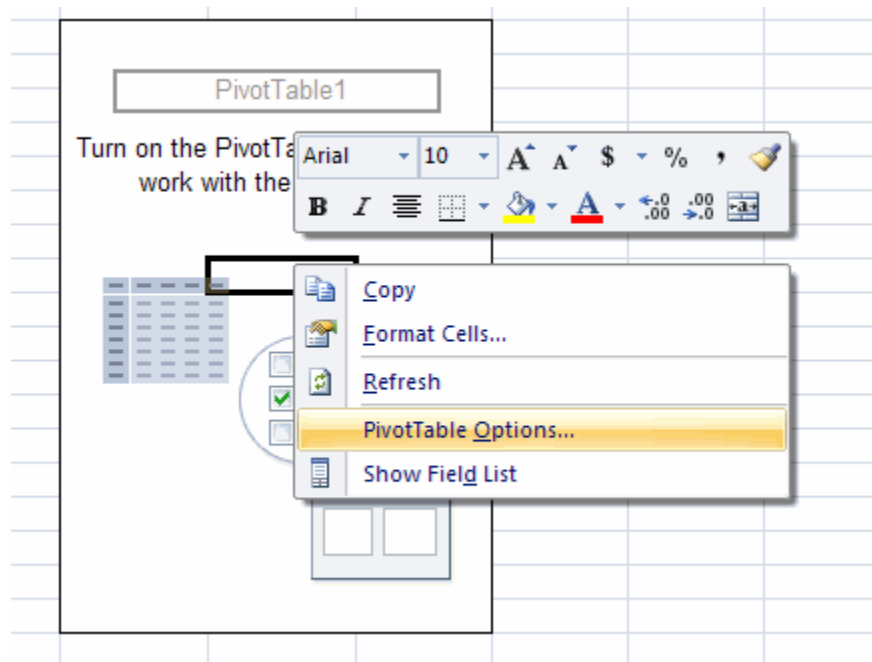 PivotTable1
Turn on the PivotTa
work with the
Arial 10 A A $ % ,
B I A .0 .00 .00 .0 a
Copy
Format Cells...
Refresh
PivotTable Options...
Show Field List